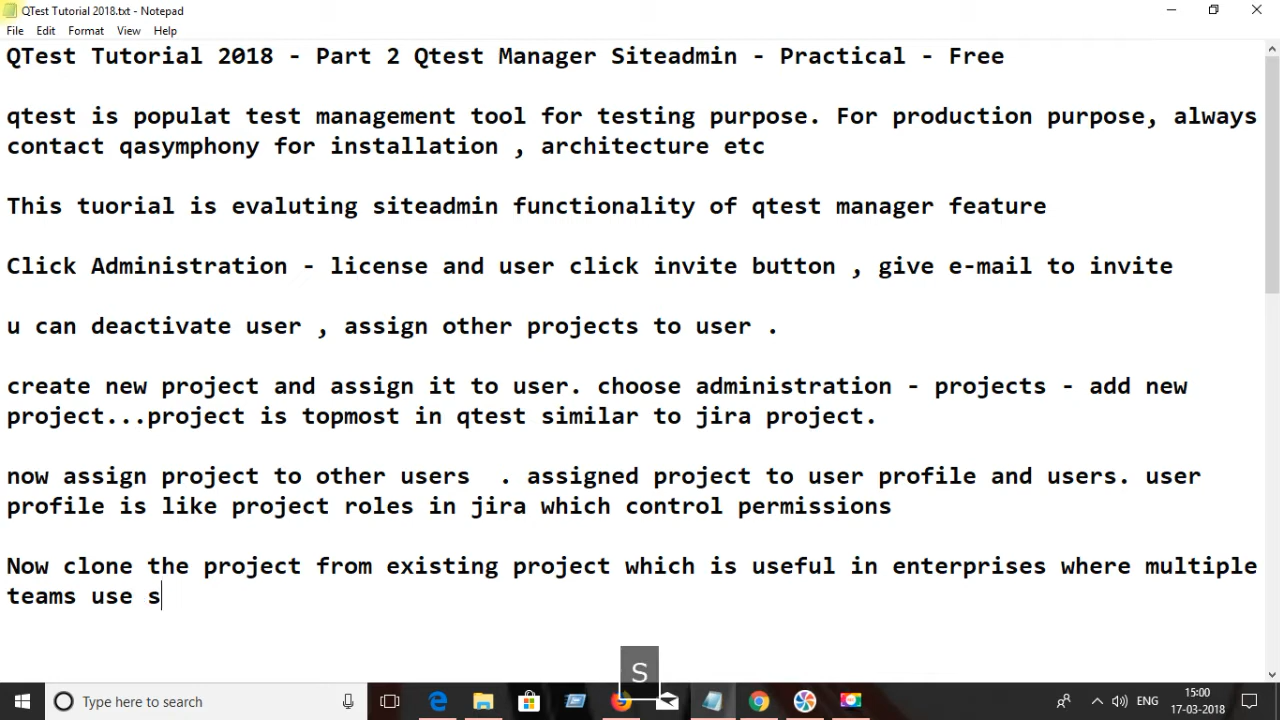 QTest Tutorial 2018.txt - Notepad
File Edit Format View Help
QTest Tutorial 2018 - Part 2 Qtest Manager Siteadmin - Practical - Free
qtest is populat test management tool for testing purpose. For production purpose, always
contact qasymphony for installation , architecture etc
This tuorial is evaluting siteadmin functionality of qtest manager feature
Click Administration - license and user click invite button , give e-mail to invite
u can deactivate user , assign other projects to user .
create new project and assign it to user. choose administration - projects - add new
project...project is topmost in qtest similar to jira project.
now assign project to other users  . assigned project to user profile and users. user
profile is like project roles in jira which control permissions
Now clone the project from existing project which is useful in enterprises where multiple
teams use s
S
Type here to search
ENG
15:00
17-03-2018